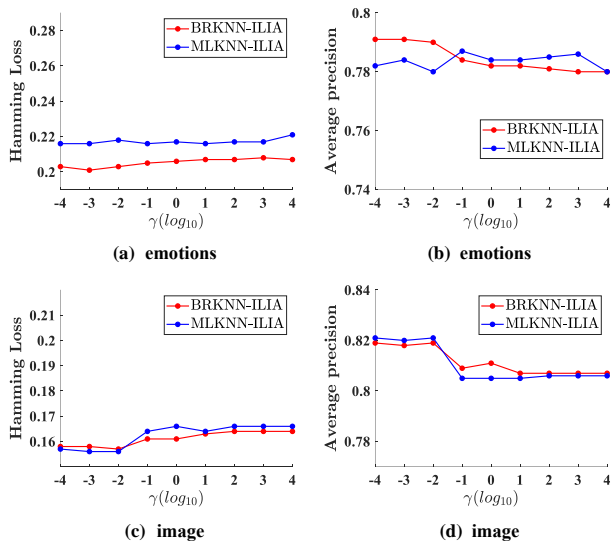 0.28
0.26
0.24
0.22
0.2
Hamming Loss
BRKNN-ILIA
MLKNN-ILIA
-4 -3 -2 -1 0 1 2 3 4
γ(log10)
(a) emotions
0.8
0.78
0.76
0.74
Average precision
BRKNN-ILIA
MLKNN-ILIA
-4 -3 -2 -1 0 1 2 3 4
γ(log10)
(b) emotions
0.21
0.2
0.19
0.18
0.17
0.16
Hamming Loss
BRKNN-ILIA
MLKNN-ILIA
-4 -3 -2 -1 0 1 2 3 4
γ(log10)
(c) image
0.84
0.82
0.8
0.78
Average precision
BRKNN-ILIA
MLKNN-ILIA
-4 -3 -2 -1 0 1 2 3 4
γ(log10)
(d) image